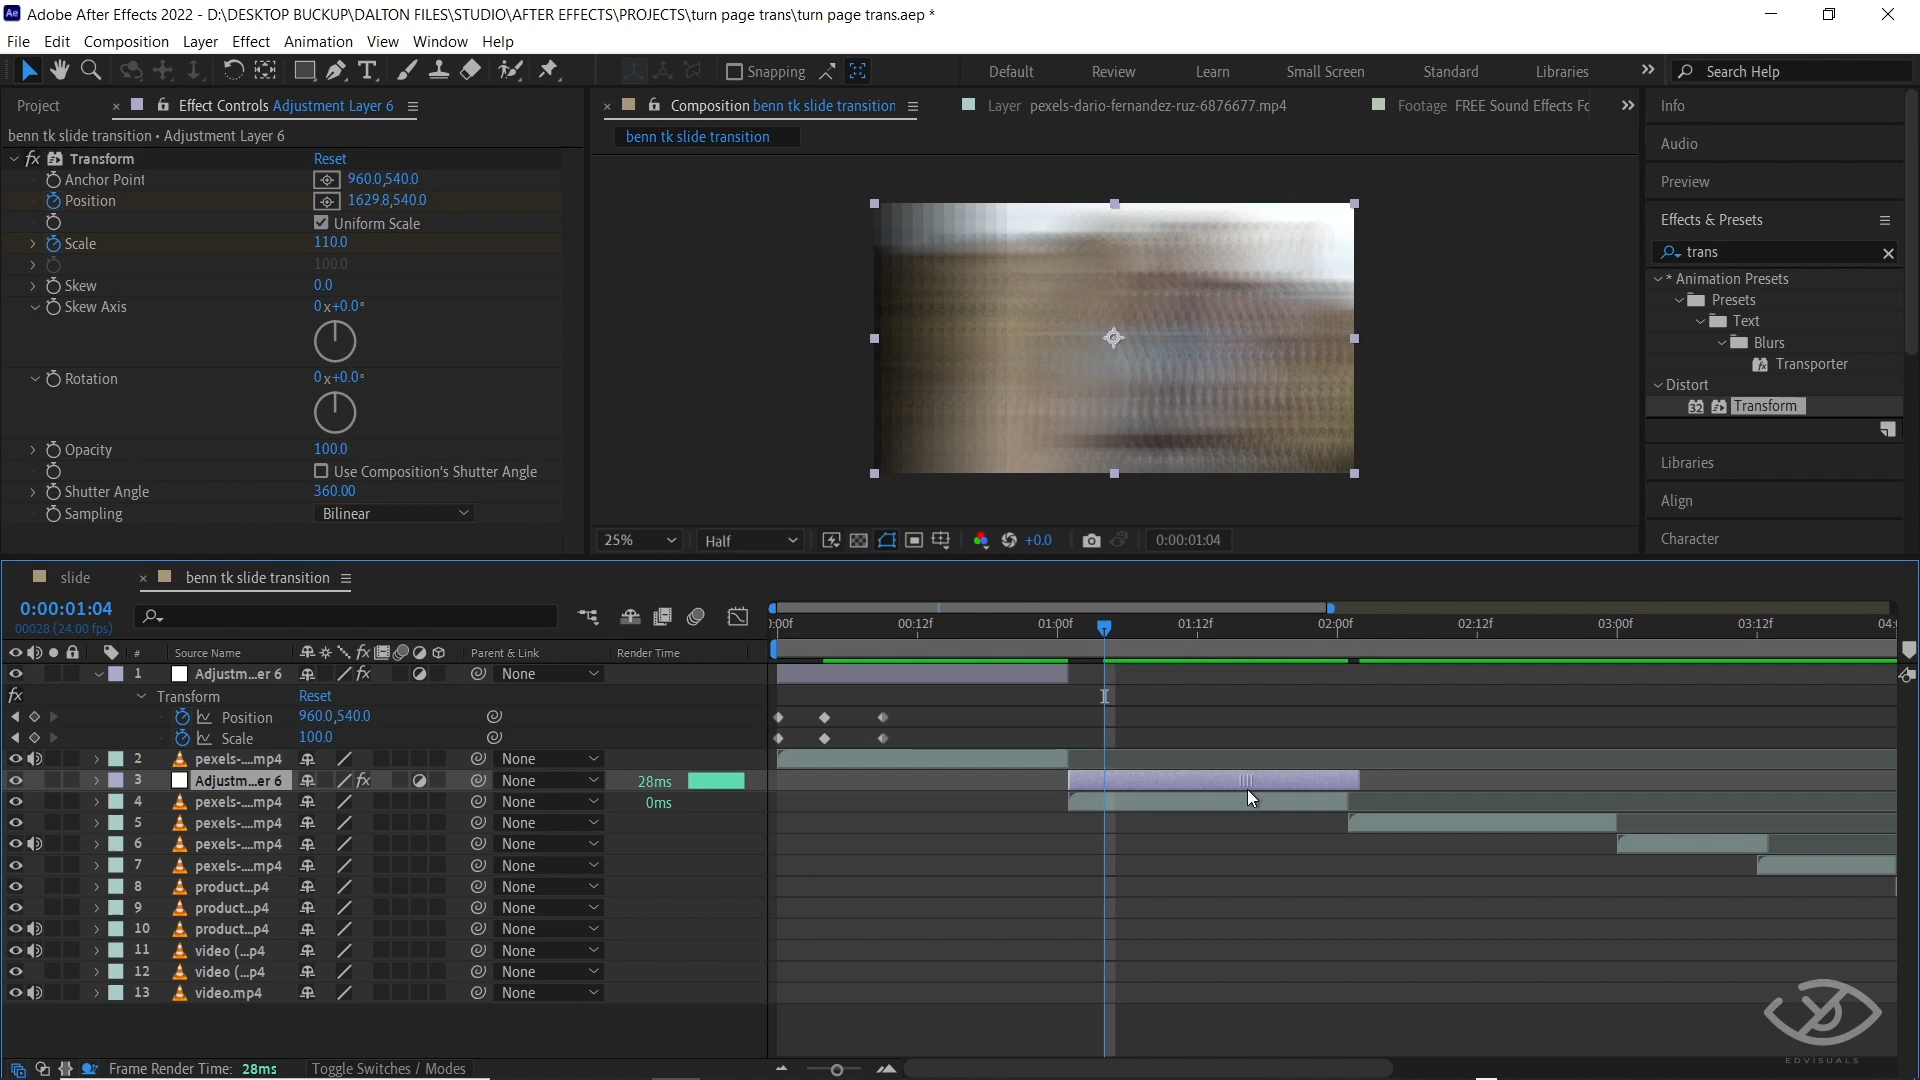 Adobe After Effects 2022 - D:\DESKTOP BUCKUP\DALTON FILES\STUDIO\AFTER EFFECTS\PROJECTS\turn page trans\turn page trans.aep *
File Edit Composition Layer Effect Animation View Window Help
Snapping Default Review Learn Small Screen Standard Libraries Search Help
Project Effect Controls Adjustment Layer 6
Composition benn tk slide transition Layer pexels-dario-fernandez-ruz-6876677.mp4 Footage FREE Sound Effects Fc
Info
benn tk slide transition • Adjustment Layer 6
benn tk slide transition
Audio
fx Transform Reset
Anchor Point 960.0,540.0
Position 1629.8,540.0
Uniform Scale
Scale 110.0
100.0
Skew 0.0
Skew Axis 0x+0.0°
Rotation 0x+0.0°
Opacity 100.0
Use Composition's Shutter Angle
Shutter Angle 360.00
Sampling Bilinear
25% Half +0.0 0:00:01:04
Preview
Effects & Presets
trans
* Animation Presets
Presets
Text
Blurs
Transporter
Distort
32 Transform
Libraries
Align
Character
slide benn tk slide transition
0:00:01:04
00028 (24.00 fps)
):00f 00:12f 01:00f 01:12f 02:00f 02:12f 03:00f 03:12f 04:
# Source Name fx Parent & Link Render Time
1 Adjustm...er 6 fx None
fx Transform Reset
Position 960.0,540.0
Scale 100.0
2 pexels-....mp4 None
3 Adjustm...er 6 fx None 28ms
4 pexels-....mp4 None 0ms
5 pexels-....mp4 None
6 pexels-....mp4 None
7 pexels-....mp4 None
8 product...p4 None
9 product...p4 None
10 product...p4 None
11 video (...p4 None
12 video (...p4 None
13 video.mp4 None
Frame Render Time: 28ms Toggle Switches / Modes
EDVISUALS